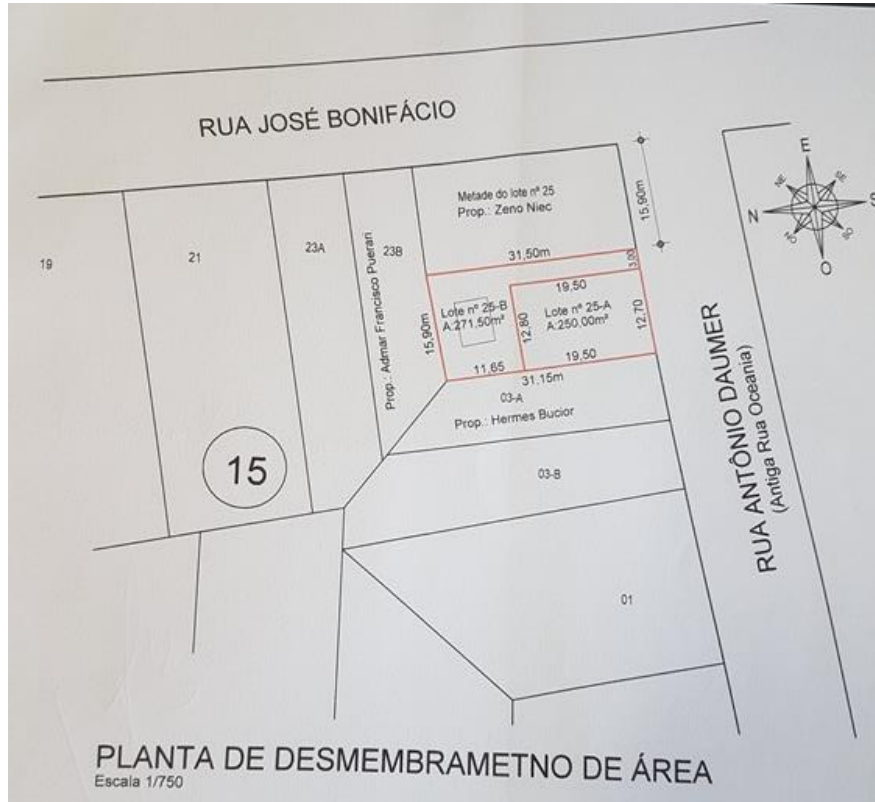 RUA JOSÉ BONIFÁCIO
E
NE
SE
N
S
NO
SO
O
Metade do lote nº 25
Prop.: Zeno Niec
15,90m
19
21
23A
23B
Prop.: Admar Francisco Puerari
31,50m
3,00
19,50
Lote nº 25-B
A:271,50m²
Lote nº 25-A
A:250,00m²
15,90m
12,80
12,70
11,65
19,50
31,15m
03-A
Prop.: Hermes Bucior
RUA ANTÔNIO DAUMER
(Antiga Rua Oceania)
15
03-B
01
PLANTA DE DESMEMBRAMETNO DE ÁREA
Escala 1/750